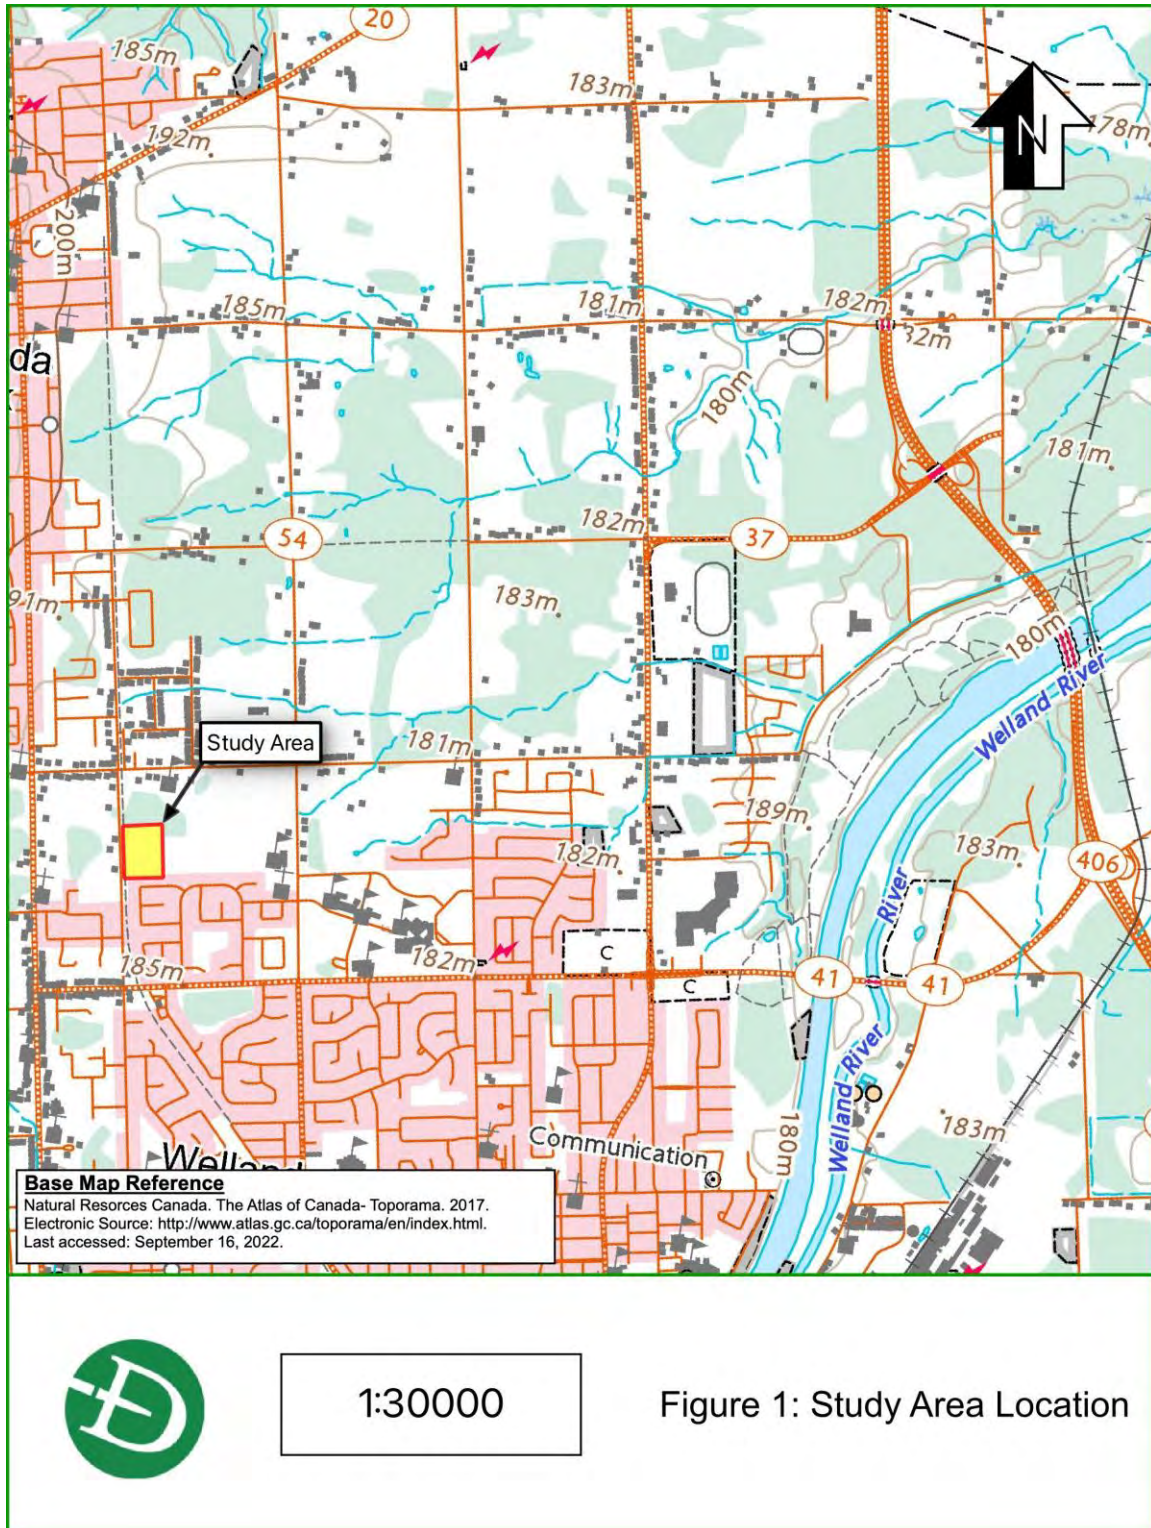 20
185m
183m
192m
N
178m
200m
185m
181m
182m
32m
da
180m
181m
182m
54
37
183m
91m
180m
Welland River
Study Area
181m
189m
182m
183m
406
River
C
185m
182m
41
41
C
Welland River
180m
183m
Communication
Welland
Base Map Reference
Natural Resorces Canada. The Atlas of Canada- Toporama. 2017.
Electronic Source: http://www.atlas.gc.ca/toporama/en/index.html.
Last accessed: September 16, 2022.
D
1:30000
Figure 1: Study Area Location